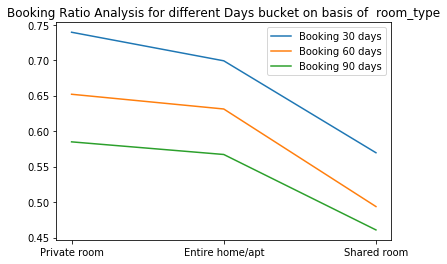 Booking Ratio Analysis for different Days bucket on basis of  room_type
0.75
0.70
0.65
0.60
0.55
0.50
0.45
Booking 30 days
Booking 60 days
Booking 90 days
Private room
Entire home/apt
Shared room